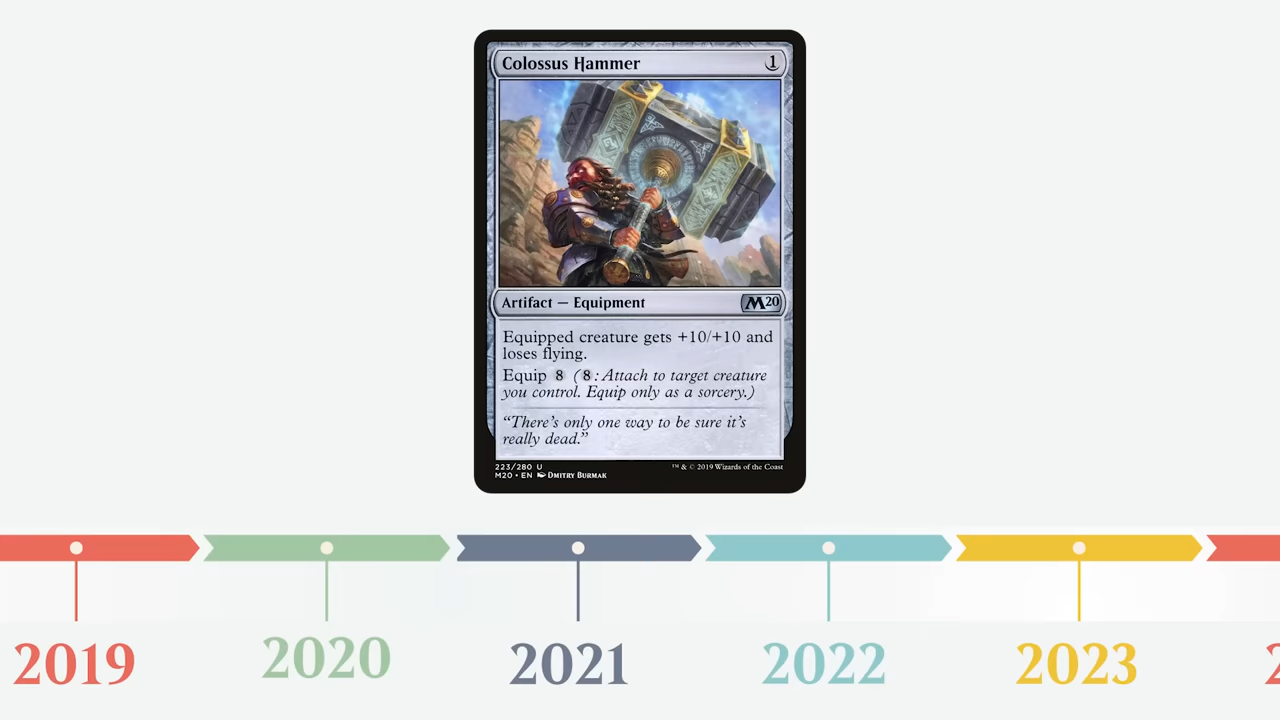 Colossus Hammer 1
Artifact — Equipment M20
Equipped creature gets +10/+10 and
loses flying.
Equip 8 (8: Attach to target creature
you control. Equip only as a sorcery.)
“There's only one way to be sure it's
really dead.”
223/280 U
M20 • EN DMITRY BURMAK
™ & © 2019 Wizards of the Coast
2019 2020 2021 2022 2023 2